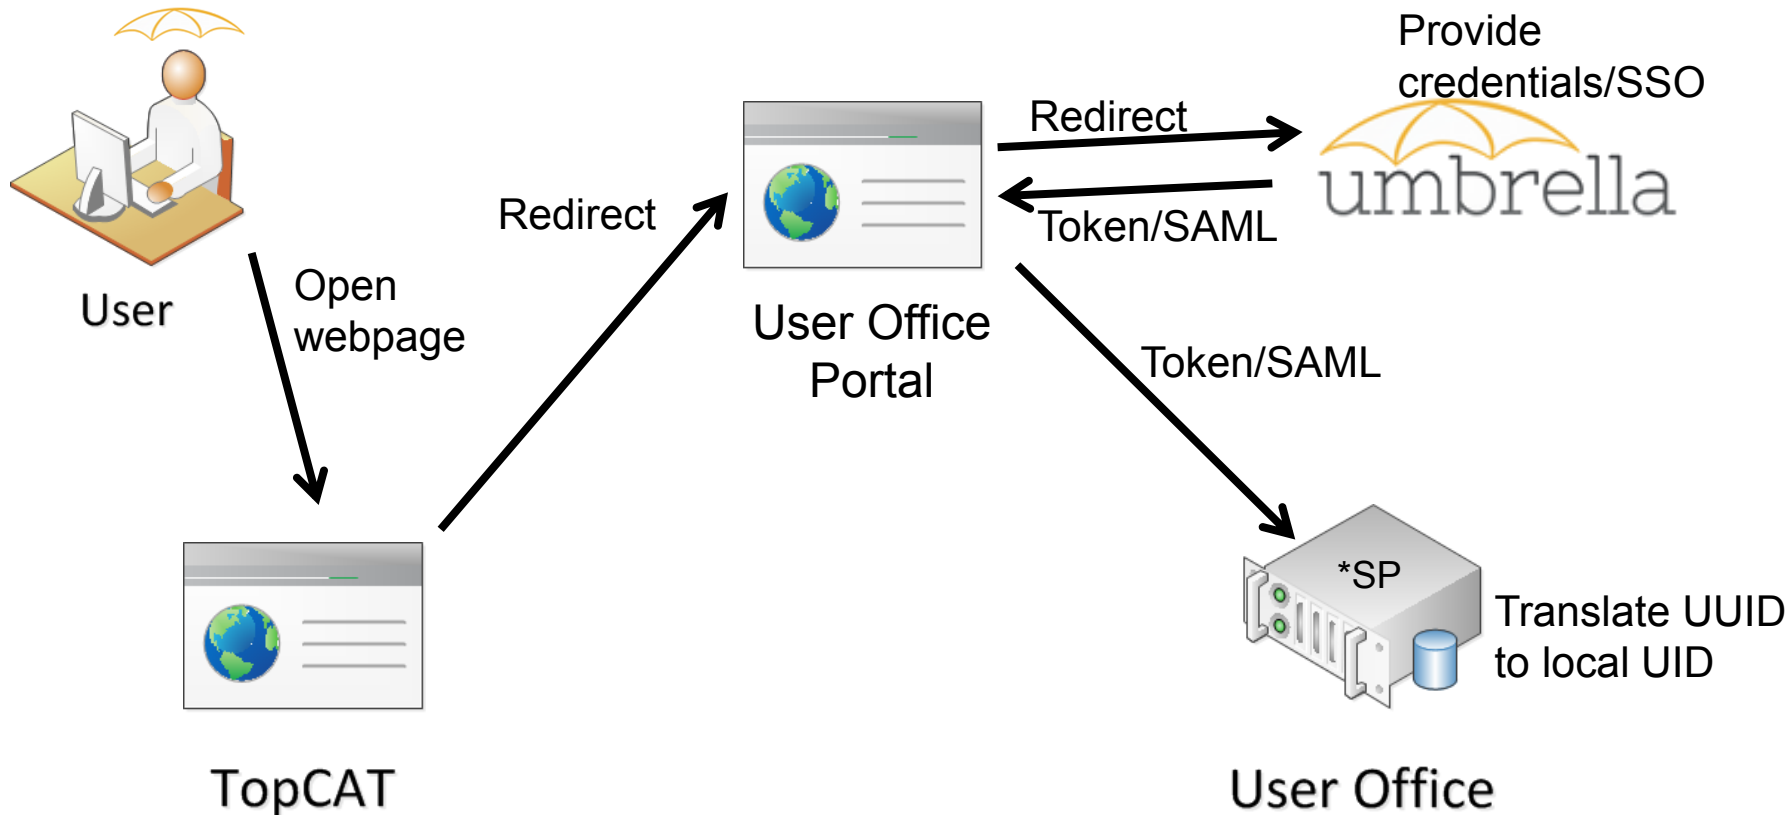 Provide
credentials/SSO
Redirect
umbrella
Redirect
Token/SAML
Open
webpage
User
User Office
Portal
Token/SAML
*SP
Translate UUID
to local UID
TopCAT
User Office